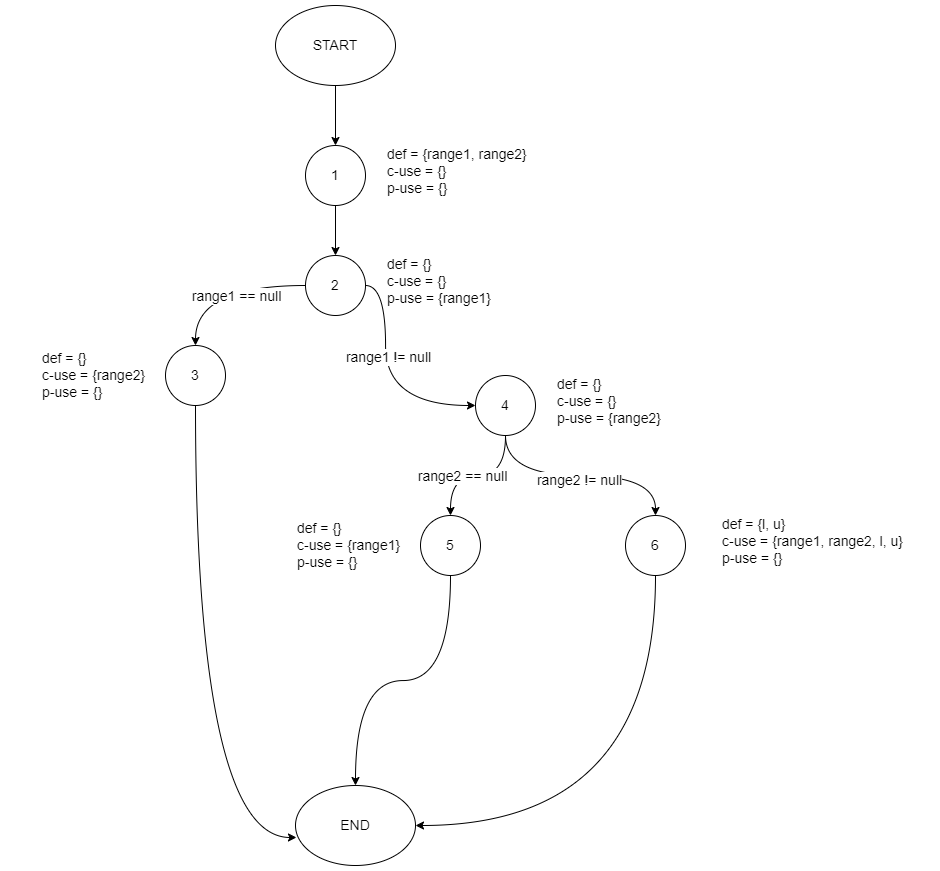 START
1
def = {range1, range2}
c-use = {}
p-use = {}
2
def = {}
c-use = {}
p-use = {range1}
range1 == null
range1 != null
3
def = {}
c-use = {range2}
p-use = {}
4
def = {}
c-use = {}
p-use = {range2}
range2 == null
range2 != null
5
def = {}
c-use = {range1}
p-use = {}
6
def = {l, u}
c-use = {range1, range2, l, u}
p-use = {}
END